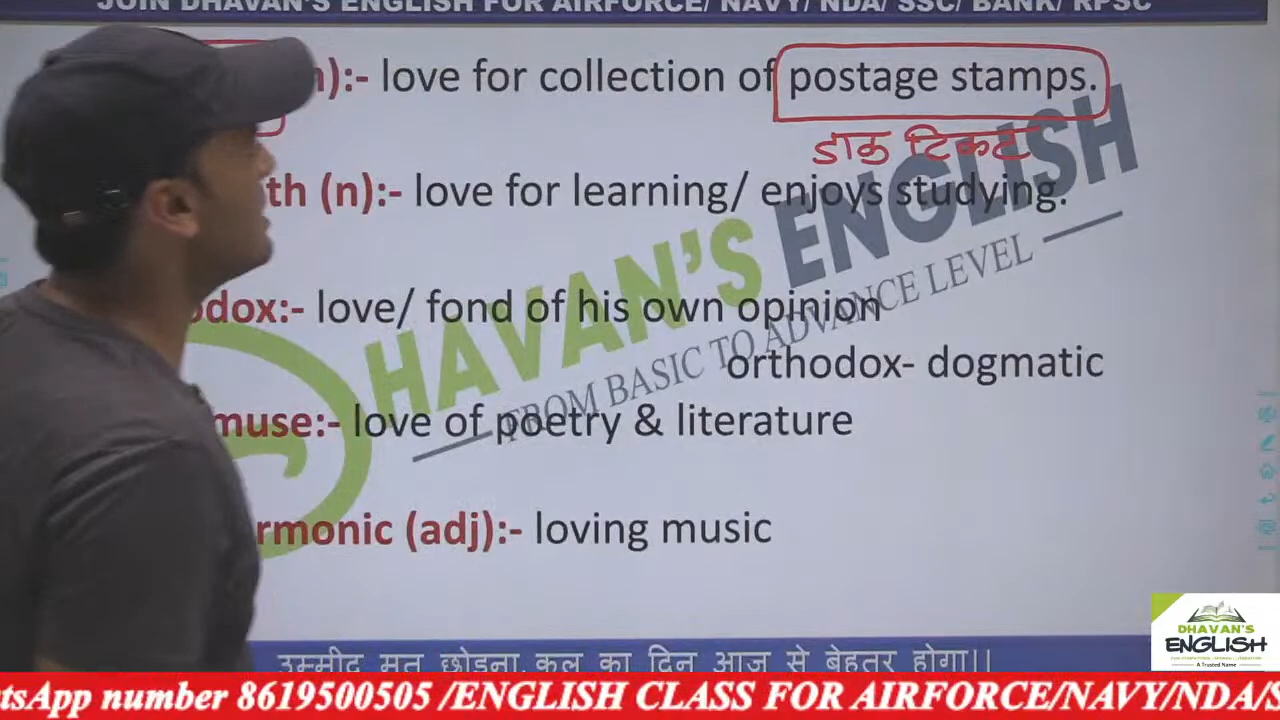 JOIN DHAVAN'S ENGLISH FOR AIRFORCE/ NAVY/ NDA/ SSC/ BANK/ RPSC
):- love for collection of postage stamps.
डाक टिकट
th (n):- love for learning/ enjoys studying.
odox:- love/ fond of his own opinion
orthodox- dogmatic
muse:- love of poetry & literature
rmonic (adj):- loving music
HAVAN'S ENGLISH
FROM BASIC TO ADVANCE LEVEL
DHAVAN'S
ENGLISH
A Trusted Name
उम्मीद मत छोड़ना, कल का दिन आज से बेहतर होगा।।
tsApp number 8619500505 /ENGLISH CLASS FOR AIRFORCE/NAVY/NDA/S